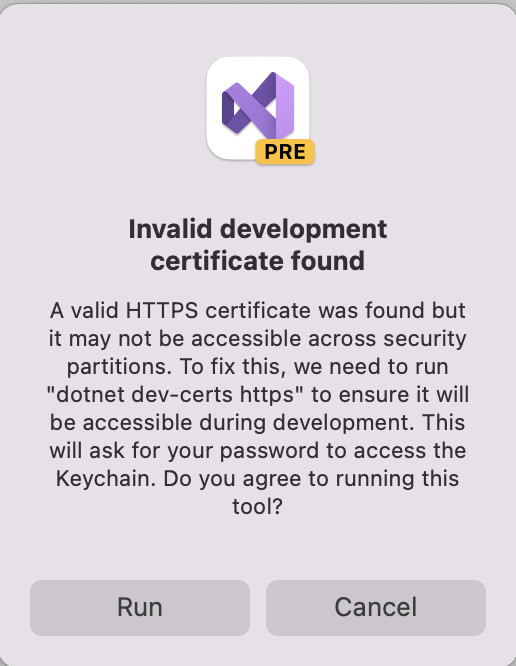 PRE
Invalid development
certificate found
A valid HTTPS certificate was found but
it may not be accessible across security
partitions. To fix this, we need to run
"dotnet dev-certs https" to ensure it will
be accessible during development. This
will ask for your password to access the
Keychain. Do you agree to running this
tool?
Run
Cancel